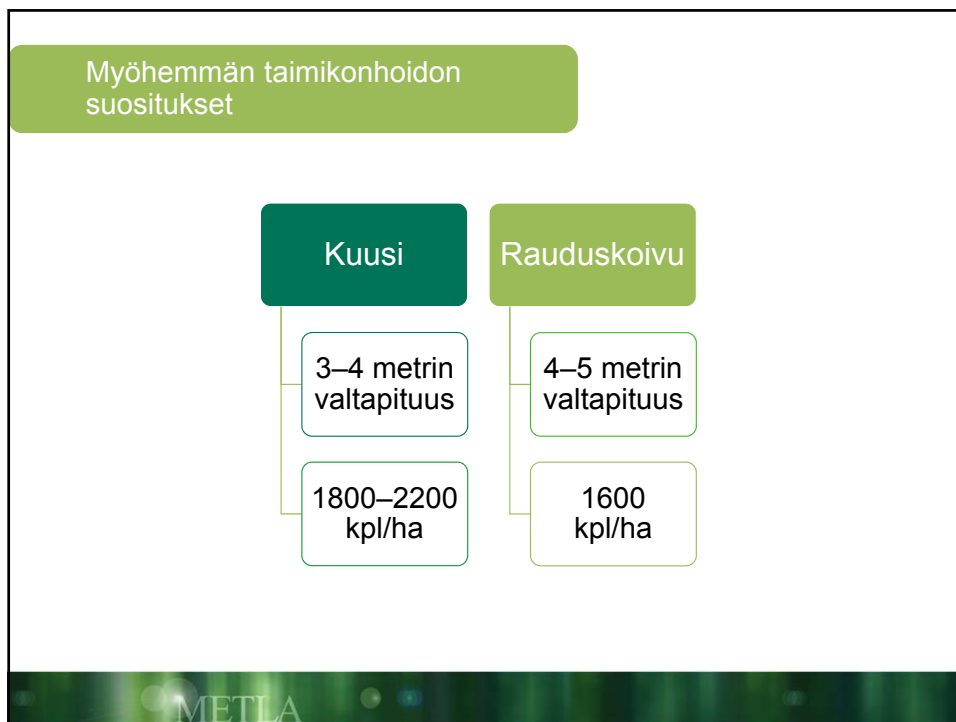 Myöhemmän taimikonhoidon
suositukset
Kuusi
3–4 metrin
valtapituus
1800–2200
kpl/ha
Rauduskoivu
4–5 metrin
valtapituus
1600
kpl/ha
METLA